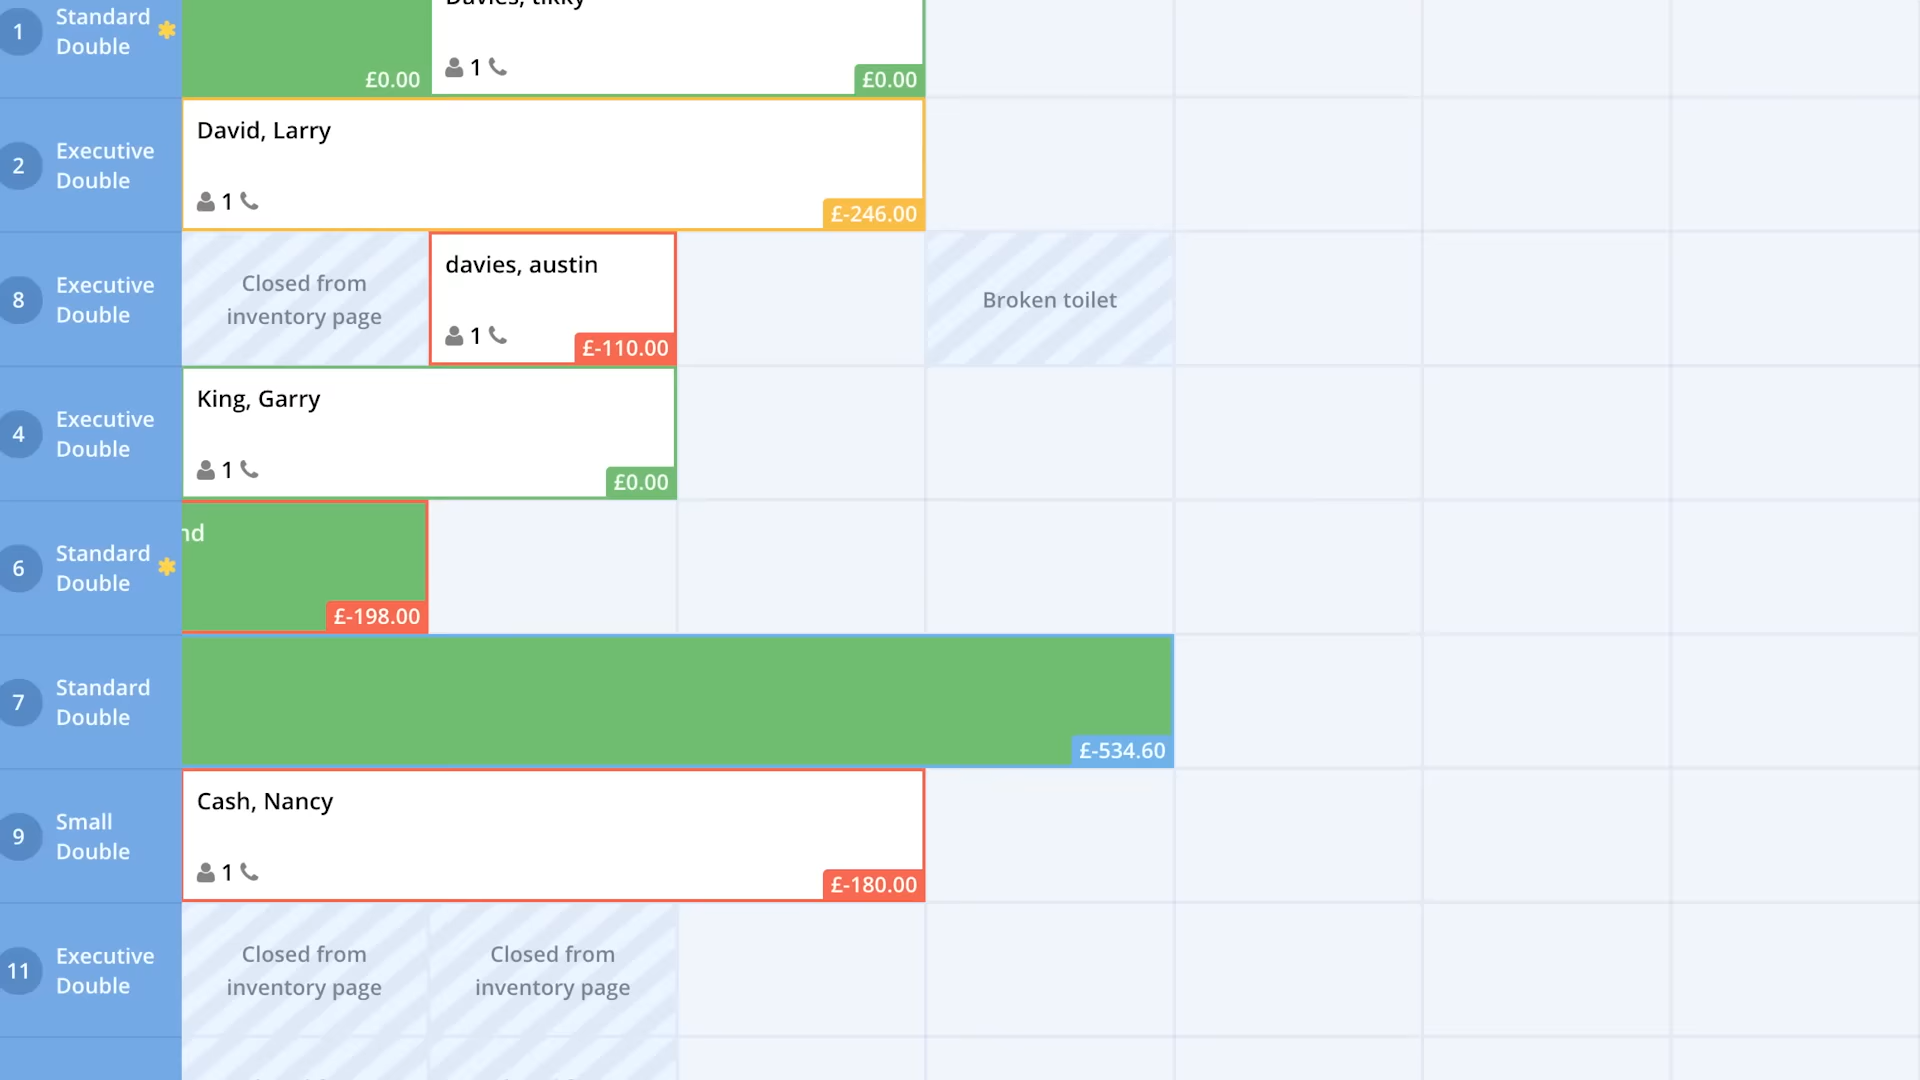 1
Standard
Double
£0.00
Davies, tikky
1
£0.00
2
Executive
Double
David, Larry
1
£-246.00
8
Executive
Double
Closed from
inventory page
davies, austin
1
£-110.00
Broken toilet
4
Executive
Double
King, Garry
1
£0.00
6
Standard
Double
nd
£-198.00
7
Standard
Double
£-534.60
9
Small
Double
Cash, Nancy
1
£-180.00
11
Executive
Double
Closed from
inventory page
Closed from
inventory page